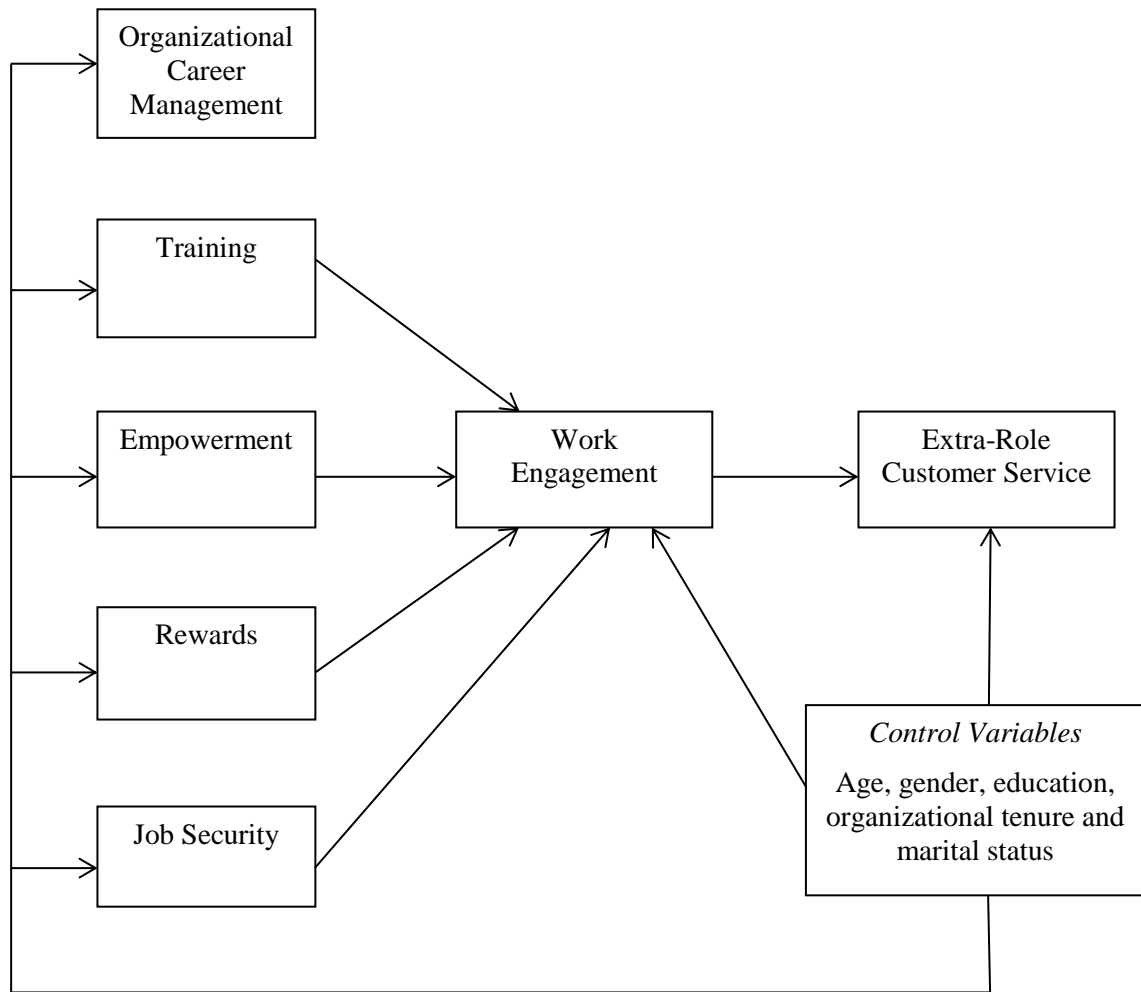 Organizational
Career
Management
Training
Empowerment
Work
Engagement
Extra-Role
Customer Service
Rewards
Control Variables
Age, gender, education,
organizational tenure and
marital status
Job Security